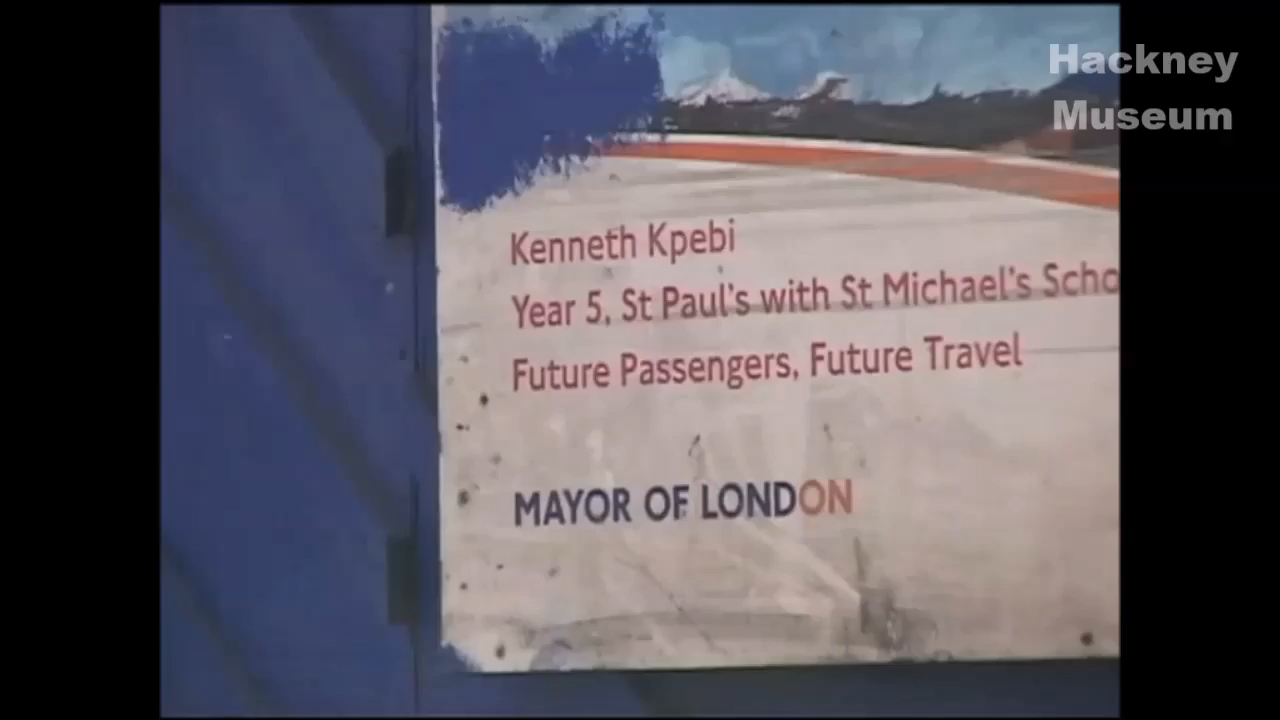 Hackney
Museum
Kenneth Kpebi
Year 5, St Paul's with St Michael's Scho
Future Passengers, Future Travel
MAYOR OF LONDON